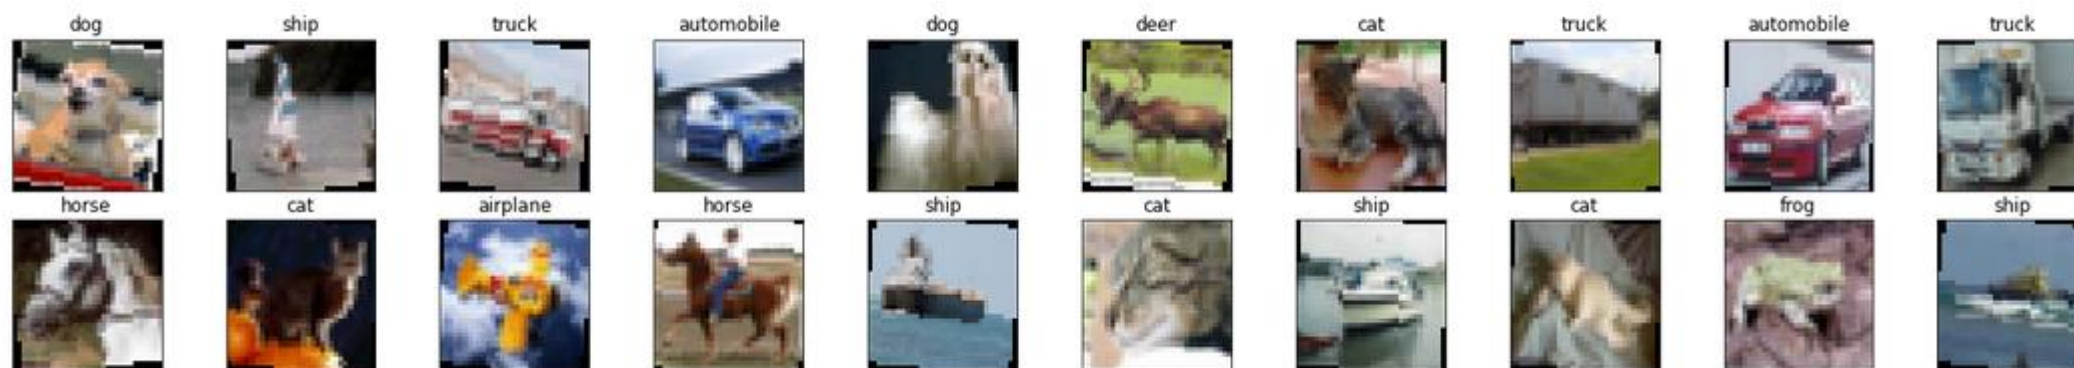 dog ship truck automobile dog deer cat truck automobile truck
horse cat airplane horse ship cat ship cat frog ship